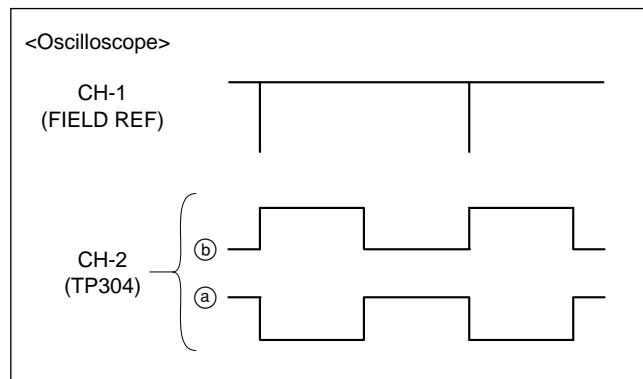 <Oscilloscope>
CH-1
(FIELD REF)
CH-2
(TP304)
b
a